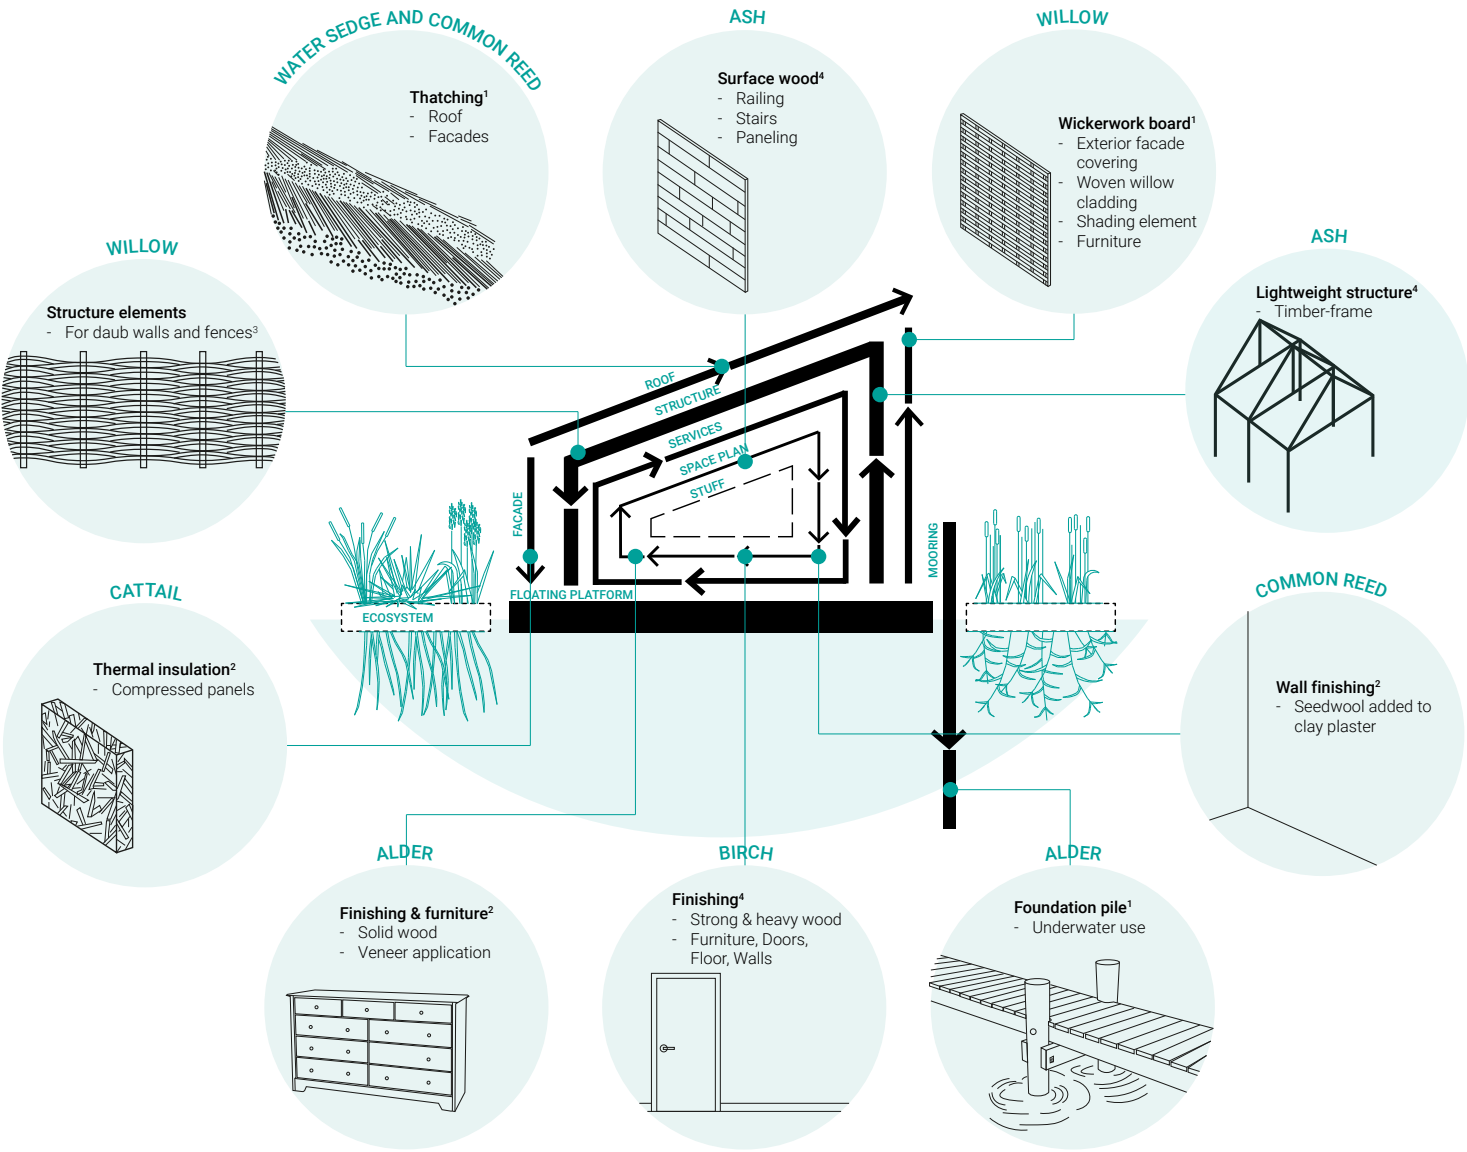 WATER SEDGE AND COMMON REED
Thatching¹
- Roof
- Facades
ASH
Surface wood⁴
- Railing
- Stairs
- Paneling
WILLOW
Wickerwork board¹
- Exterior facade
covering
- Woven willow
cladding
- Shading element
- Furniture
WILLOW
Structure elements
- For daub walls and fences³
ASH
Lightweight structure⁴
- Timber-frame
ROOF
STRUCTURE
SERVICES
SPACE PLAN
STUFF
FACADE
MOORING
FLOATING PLATFORM
ECOSYSTEM
CATTAIL
Thermal insulation²
- Compressed panels
COMMON REED
Wall finishing²
- Seedwool added to
clay plaster
ALDER
Finishing & furniture²
- Solid wood
- Veneer application
BIRCH
Finishing⁴
- Strong & heavy wood
- Furniture, Doors,
Floor, Walls
ALDER
Foundation pile¹
- Underwater use